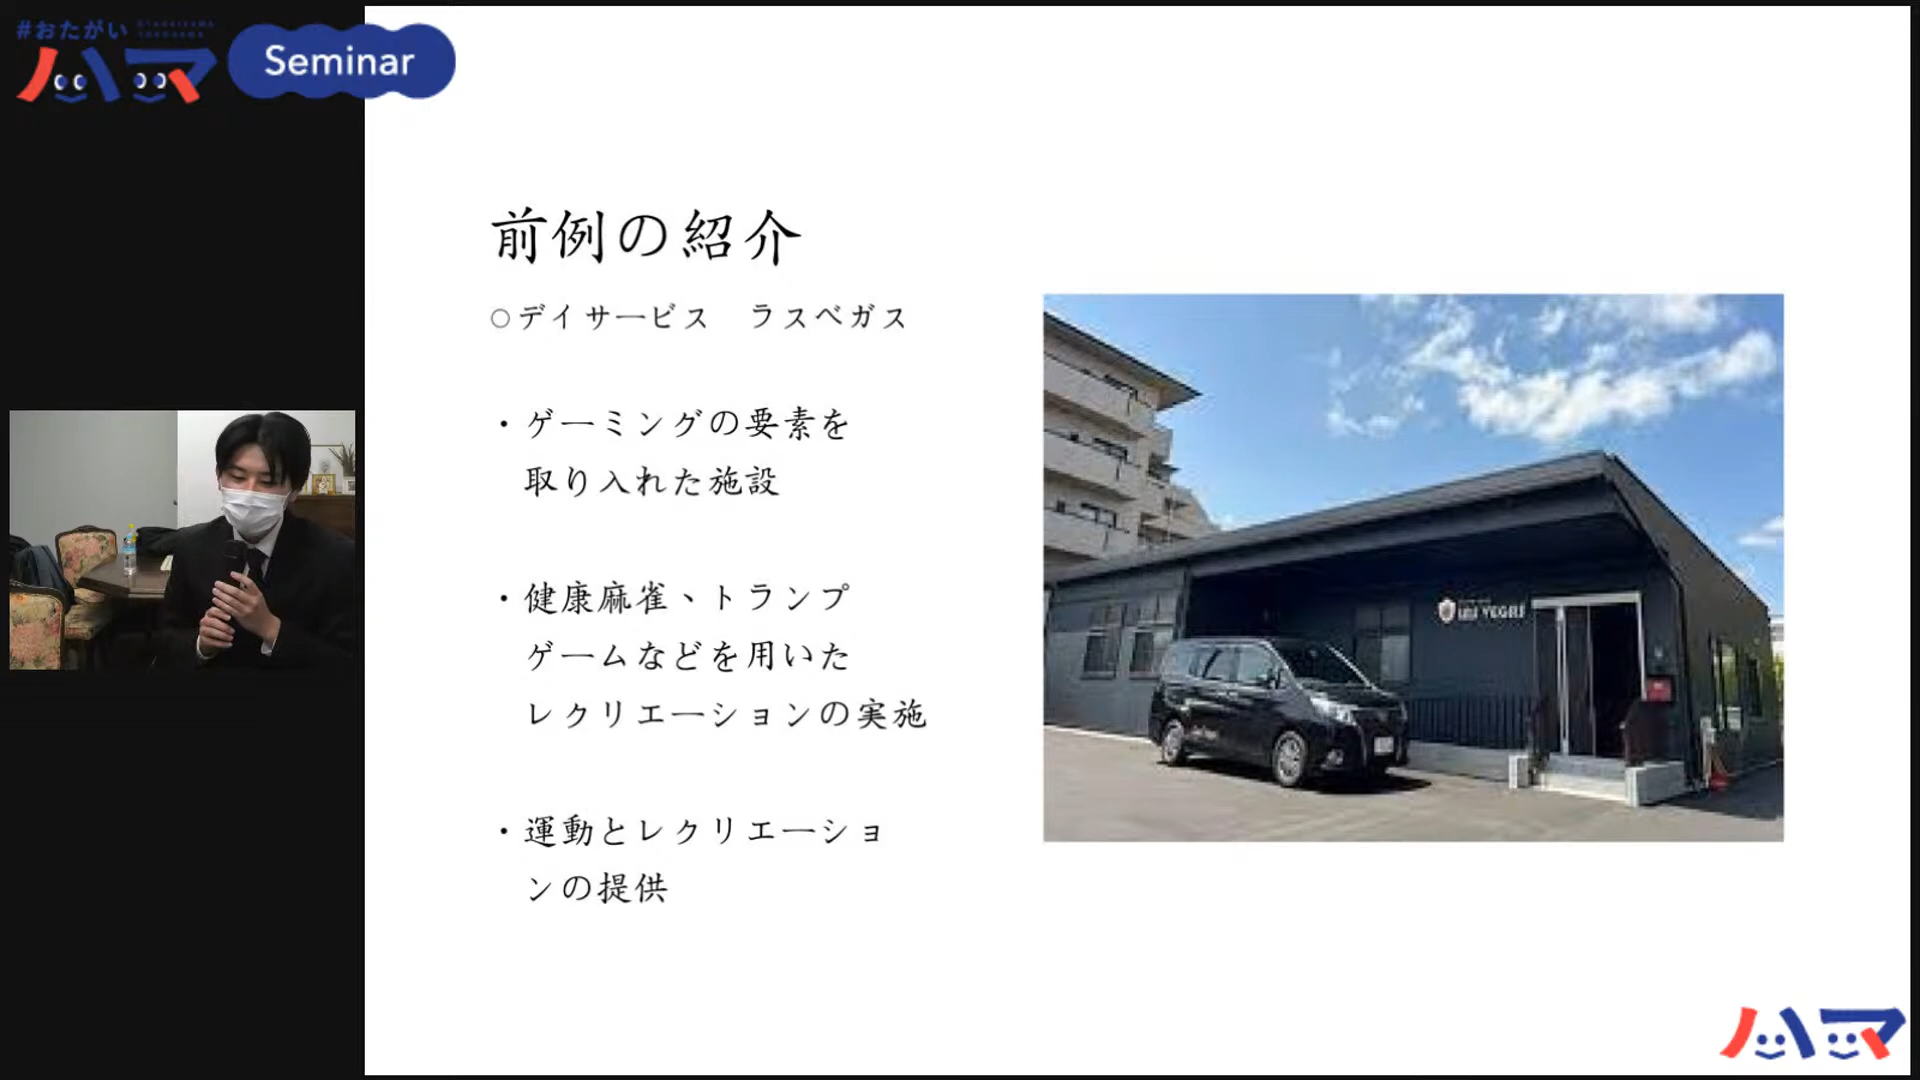 #おたがい
ハマ
Seminar
前例の紹介
○デイサービス　ラスベガス
・ゲーミングの要素を
取り入れた施設
・健康麻雀、トランプ
ゲームなどを用いた
レクリエーションの実施
・運動とレクリエーショ
ンの提供
VEGAS
ハマ